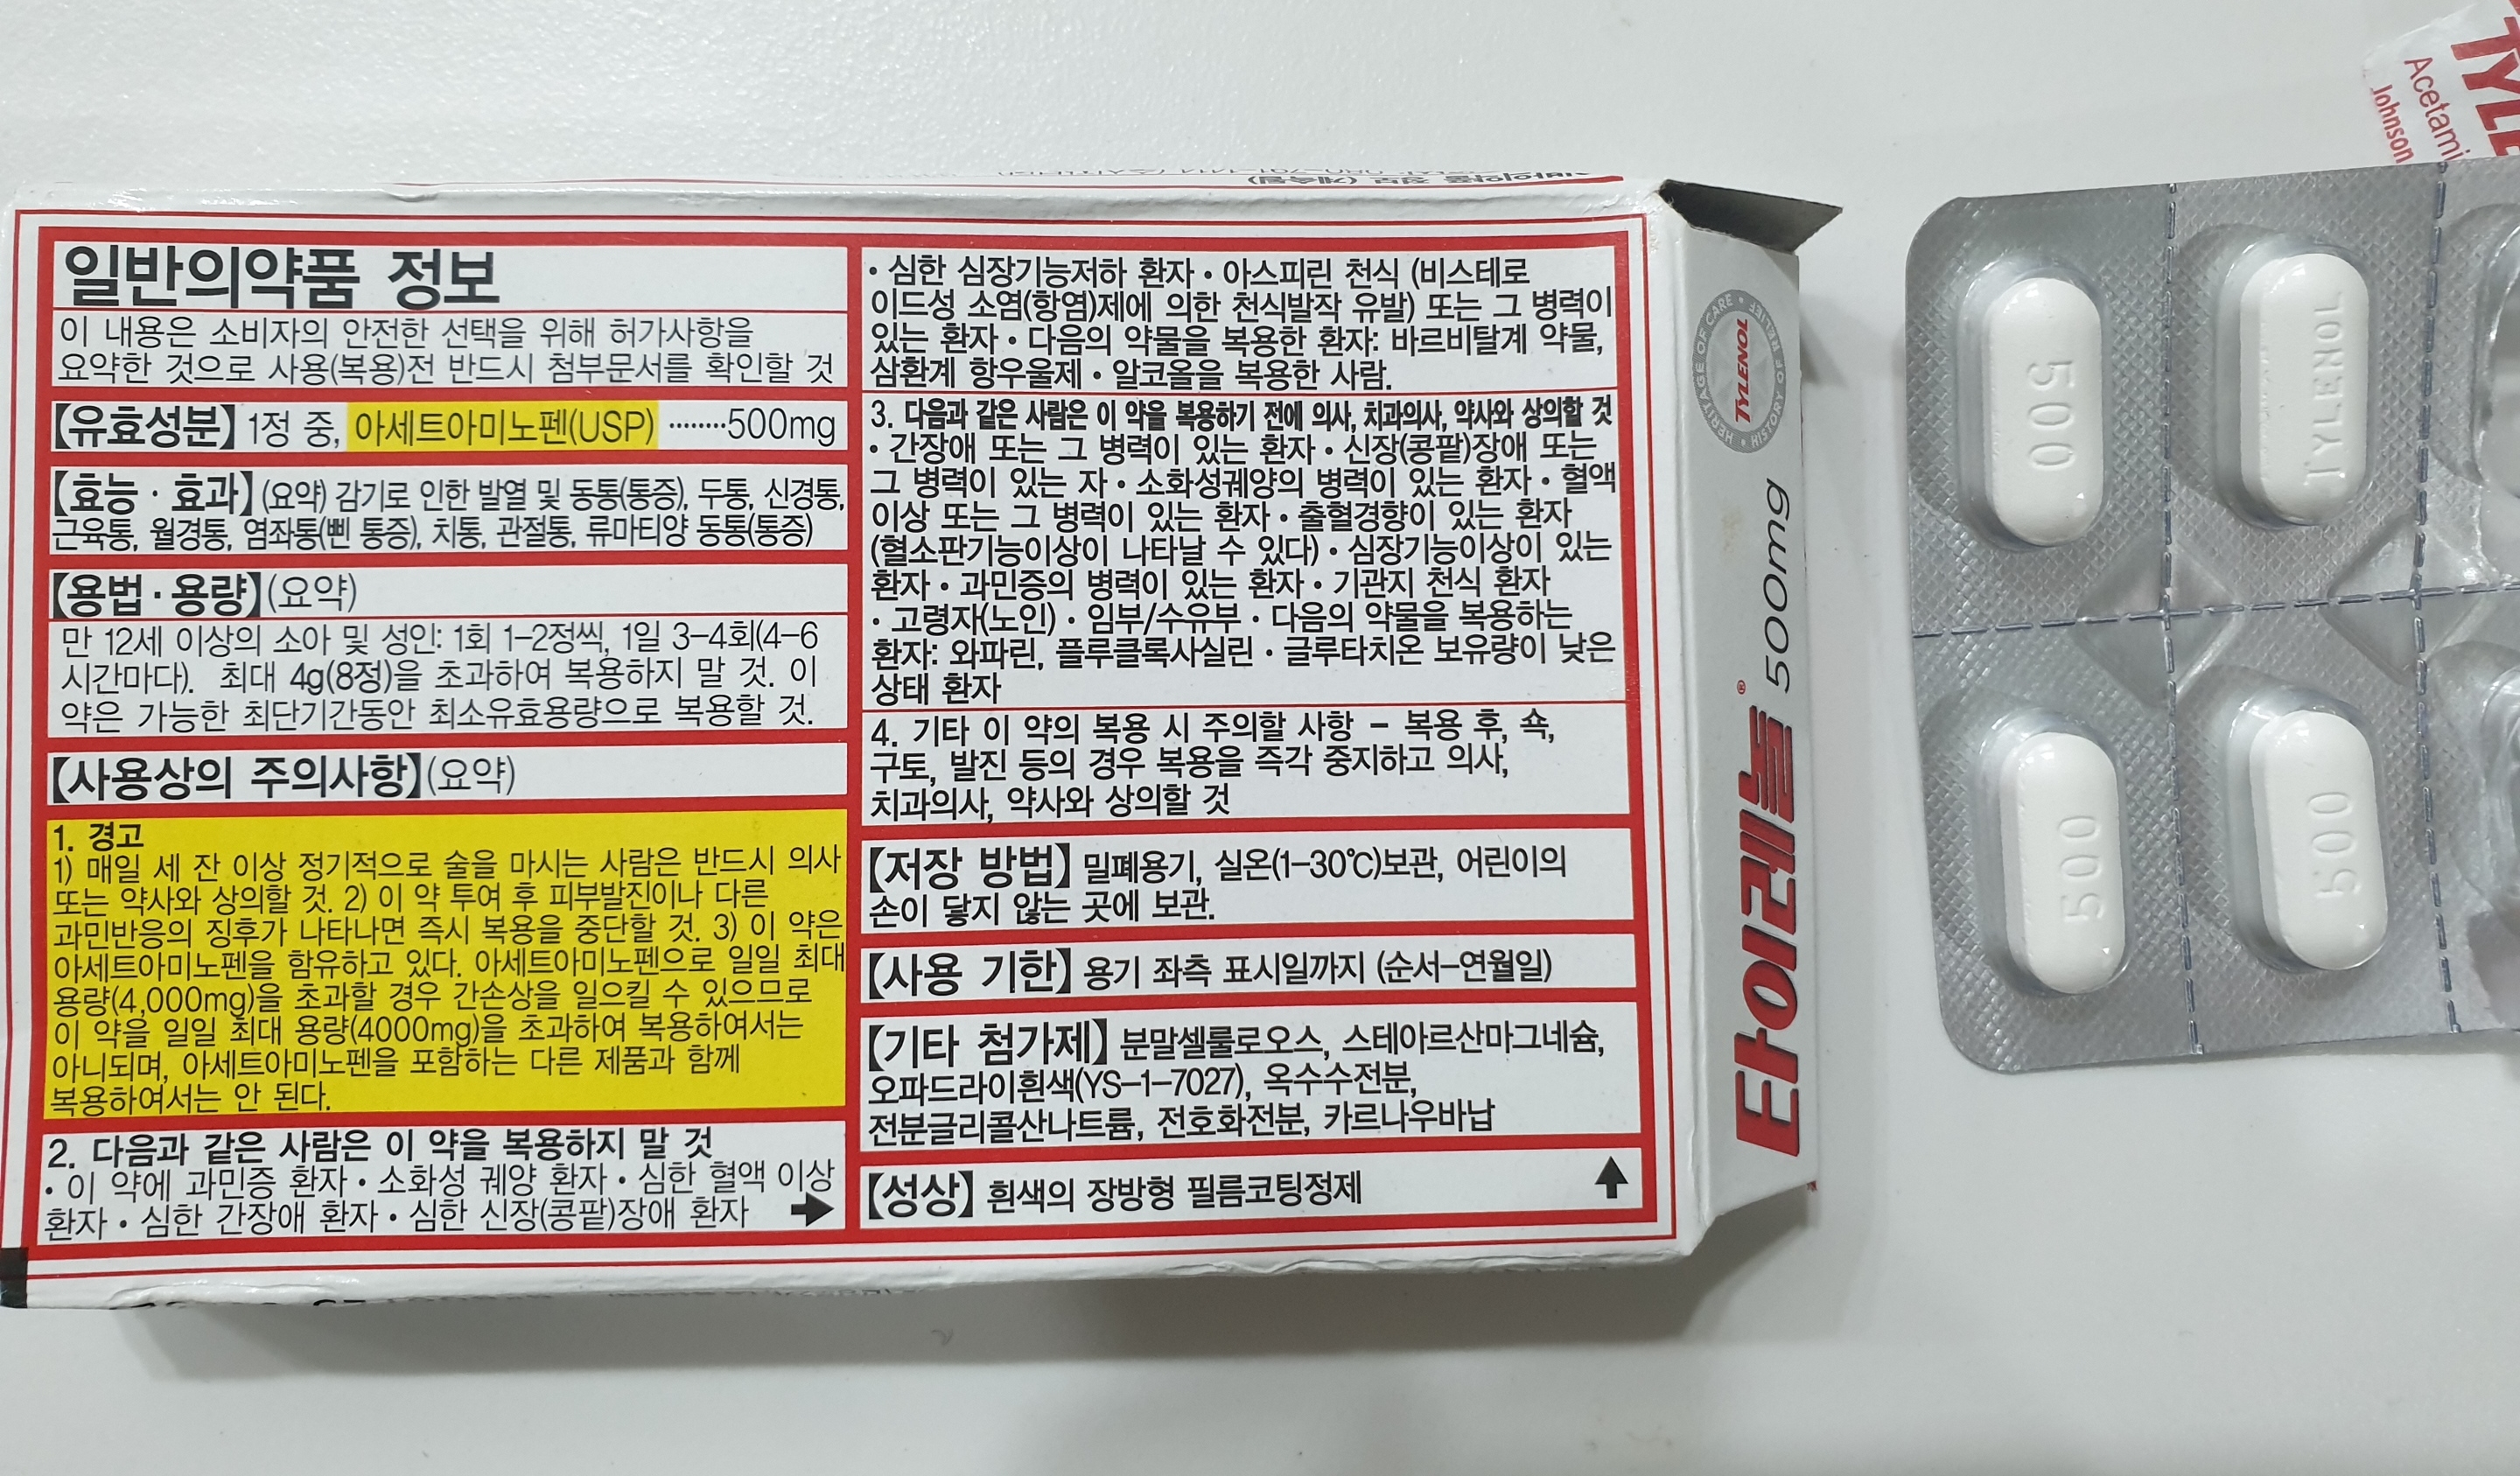 일반의약품 정보
이 내용은 소비자의 안전한 선택을 위해 허가사항을
요약한 것으로 사용(복용)전 반드시 첨부문서를 확인할 것
【유효성분】 1정 중, 아세트아미노펜(USP) ········500mg
【효능 · 효과】 (요약) 감기로 인한 발열 및 동통(통증), 두통, 신경통,
근육통, 월경통, 염좌통(삔 통증), 치통, 관절통, 류마티양 동통(통증)
【용법 · 용량】(요약)
만 12세 이상의 소아 및 성인: 1회 1-2정씩, 1일 3-4회(4-6
시간마다). 최대 4g(8정)을 초과하여 복용하지 말 것. 이
약은 가능한 최단기간동안 최소유효용량으로 복용할 것.
【사용상의 주의사항】(요약)
1. 경고
1) 매일 세 잔 이상 정기적으로 술을 마시는 사람은 반드시 의사
또는 약사와 상의할 것. 2) 이 약 투여 후 피부발진이나 다른
과민반응의 징후가 나타나면 즉시 복용을 중단할 것. 3) 이 약은
아세트아미노펜을 함유하고 있다. 아세트아미노펜으로 일일 최대
용량(4,000mg)을 초과할 경우 간손상을 일으킬 수 있으므로
이 약을 일일 최대 용량(4000mg)을 초과하여 복용하여서는
아니되며, 아세트아미노펜을 포함하는 다른 제품과 함께
복용하여서는 안 된다.
2. 다음과 같은 사람은 이 약을 복용하지 말 것
• 이 약에 과민증 환자 • 소화성 궤양 환자 • 심한 혈액 이상
환자 • 심한 간장애 환자 • 심한 신장(콩팥)장애 환자
• 심한 심장기능저하 환자 • 아스피린 천식 (비스테로
이드성 소염(항염)제에 의한 천식발작 유발) 또는 그 병력이
있는 환자 • 다음의 약물을 복용한 환자: 바르비탈계 약물,
삼환계 항우울제 • 알코올을 복용한 사람.
3. 다음과 같은 사람은 이 약을 복용하기 전에 의사, 치과의사, 약사와 상의할 것
• 간장애 또는 그 병력이 있는 환자 • 신장(콩팥)장애 또는
그 병력이 있는 자 • 소화성궤양의 병력이 있는 환자 • 혈액
이상 또는 그 병력이 있는 환자 • 출혈경향이 있는 환자
(혈소판기능이상이 나타날 수 있다) • 심장기능이상이 있는
환자 • 과민증의 병력이 있는 환자 • 기관지 천식 환자
• 고령자(노인) • 임부/수유부 • 다음의 약물을 복용하는
환자: 와파린, 플루클록사실린 • 글루타치온 보유량이 낮은
상태 환자
4. 기타 이 약의 복용 시 주의할 사항 – 복용 후, 쇽,
구토, 발진 등의 경우 복용을 즉각 중지하고 의사,
치과의사, 약사와 상의할 것
【저장 방법】 밀폐용기, 실온(1-30℃)보관, 어린이의
손이 닿지 않는 곳에 보관.
【사용 기한】 용기 좌측 표시일까지 (순서-연월일)
【기타 첨가제】 분말셀룰로오스, 스테아르산마그네슘,
오파드라이흰색(YS-1-7027), 옥수수전분,
전분글리콜산나트륨, 전호화전분, 카르나우바납
【성상】 흰색의 장방형 필름코팅정제
타이레놀® 500mg
HERITAGE OF CARE • HISTORY OF RELIEF •
TYLENOL
500
TYLENOL
500
500
TYL
Acetami
Johnson